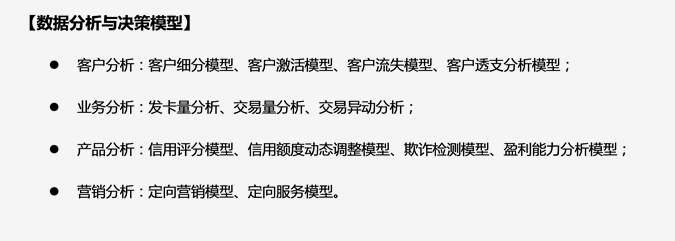 【数据分析与决策模型】
● 客户分析：客户细分模型、客户激活模型、客户流失模型、客户透支分析模型；
● 业务分析：发卡量分析、交易量分析、交易异动分析；
● 产品分析：信用评分模型、信用额度动态调整模型、欺诈检测模型、盈利能力分析模型；
● 营销分析：定向营销模型、定向服务模型。